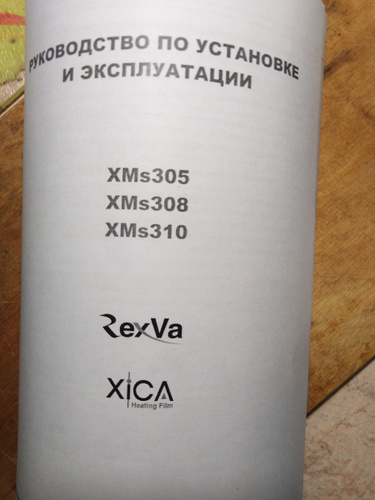 РУКОВОДСТВО ПО УСТАНОВКЕ
И ЭКСПЛУАТАЦИИ
XMs305
XMs308
XMs310
RexVa
XiCA
Heating Film